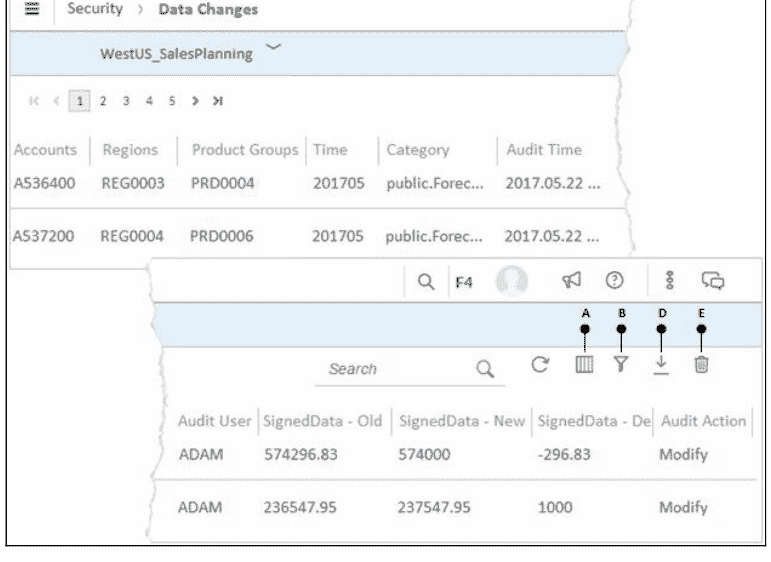 Security › Data Changes
WestUS_SalesPlanning
1 2 3 4 5
Accounts Regions Product Groups Time Category Audit Time
A536400 REG0003 PRD0004 201705 public.Forec... 2017.05.22 ...
A537200 REG0004 PRD0006 201705 public.Forec... 2017.05.22 ...
F4
A B D E
Search
Audit User SignedData - Old SignedData - New SignedData - De Audit Action
ADAM 574296.83 574000 -296.83 Modify
ADAM 236547.95 237547.95 1000 Modify